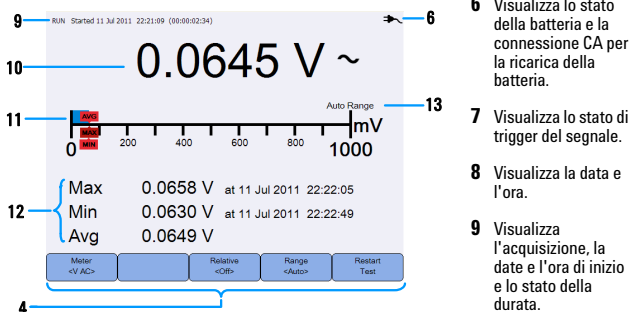 9
RUN Started 11 Jul 2011 22:21:09 (00:00:02:34)
6
10
0.0645 V ~
Auto Range
13
11
AVG
MAX
MIN
mV
0
200
400
600
800
1000
12
Max 0.0658 V at 11 Jul 2011 22:22:05
Min 0.0630 V at 11 Jul 2011 22:22:49
Avg 0.0649 V
Meter
<V AC>
Relative
<Off>
Range
<Auto>
Restart
Test
4
6 Visualizza lo stato
della batteria e la
connessione CA per
la ricarica della
batteria.
7 Visualizza lo stato di
trigger del segnale.
8 Visualizza la data e
l'ora.
9 Visualizza
l'acquisizione, la
date e l'ora di inizio
e lo stato della
durata.